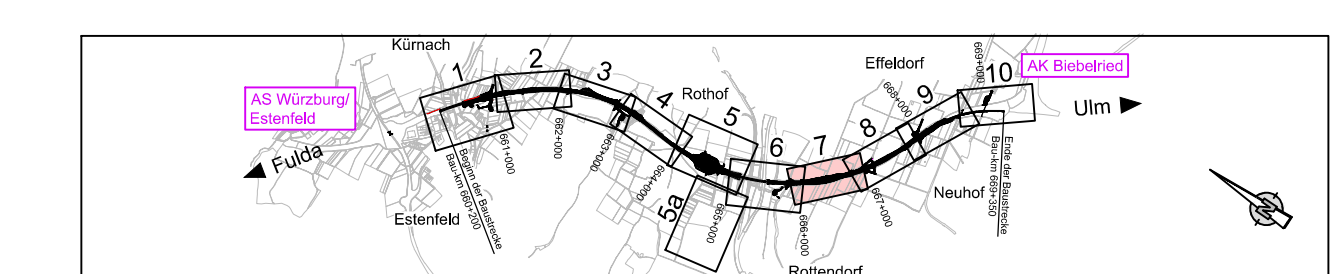 Kürnach
1
2
3
4
Rothof
5
5a
6
7
8
9
10
Effeldorf
669+000
AK Biebelried
Ulm
AS Würzburg/
Estenfeld
Fulda
Estenfeld
Beginn der Baustrecke
Bau-km 660+200
661+000
662+000
663+000
664+000
665+000
666+000
667+000
668+000
Neuhof
Ende der Baustrecke
Bau-km 669+350
Rottendorf
N